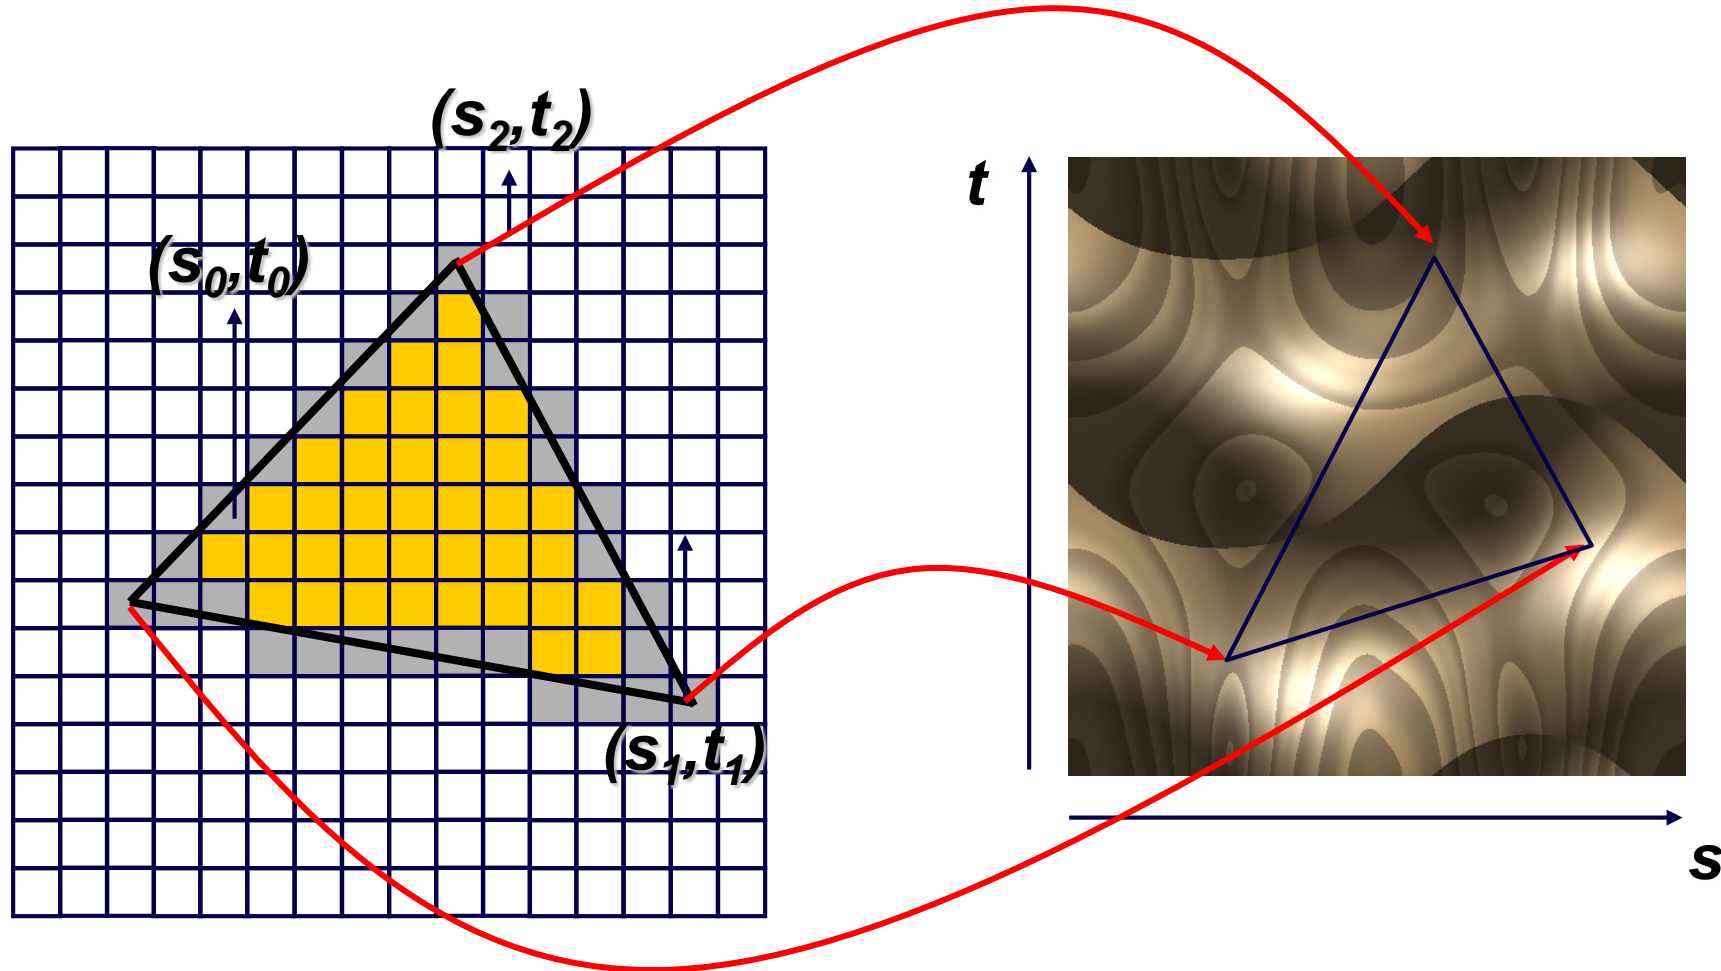 (s₂,t₂)
(s₀,t₀)
(s₁,t₁)
t
s